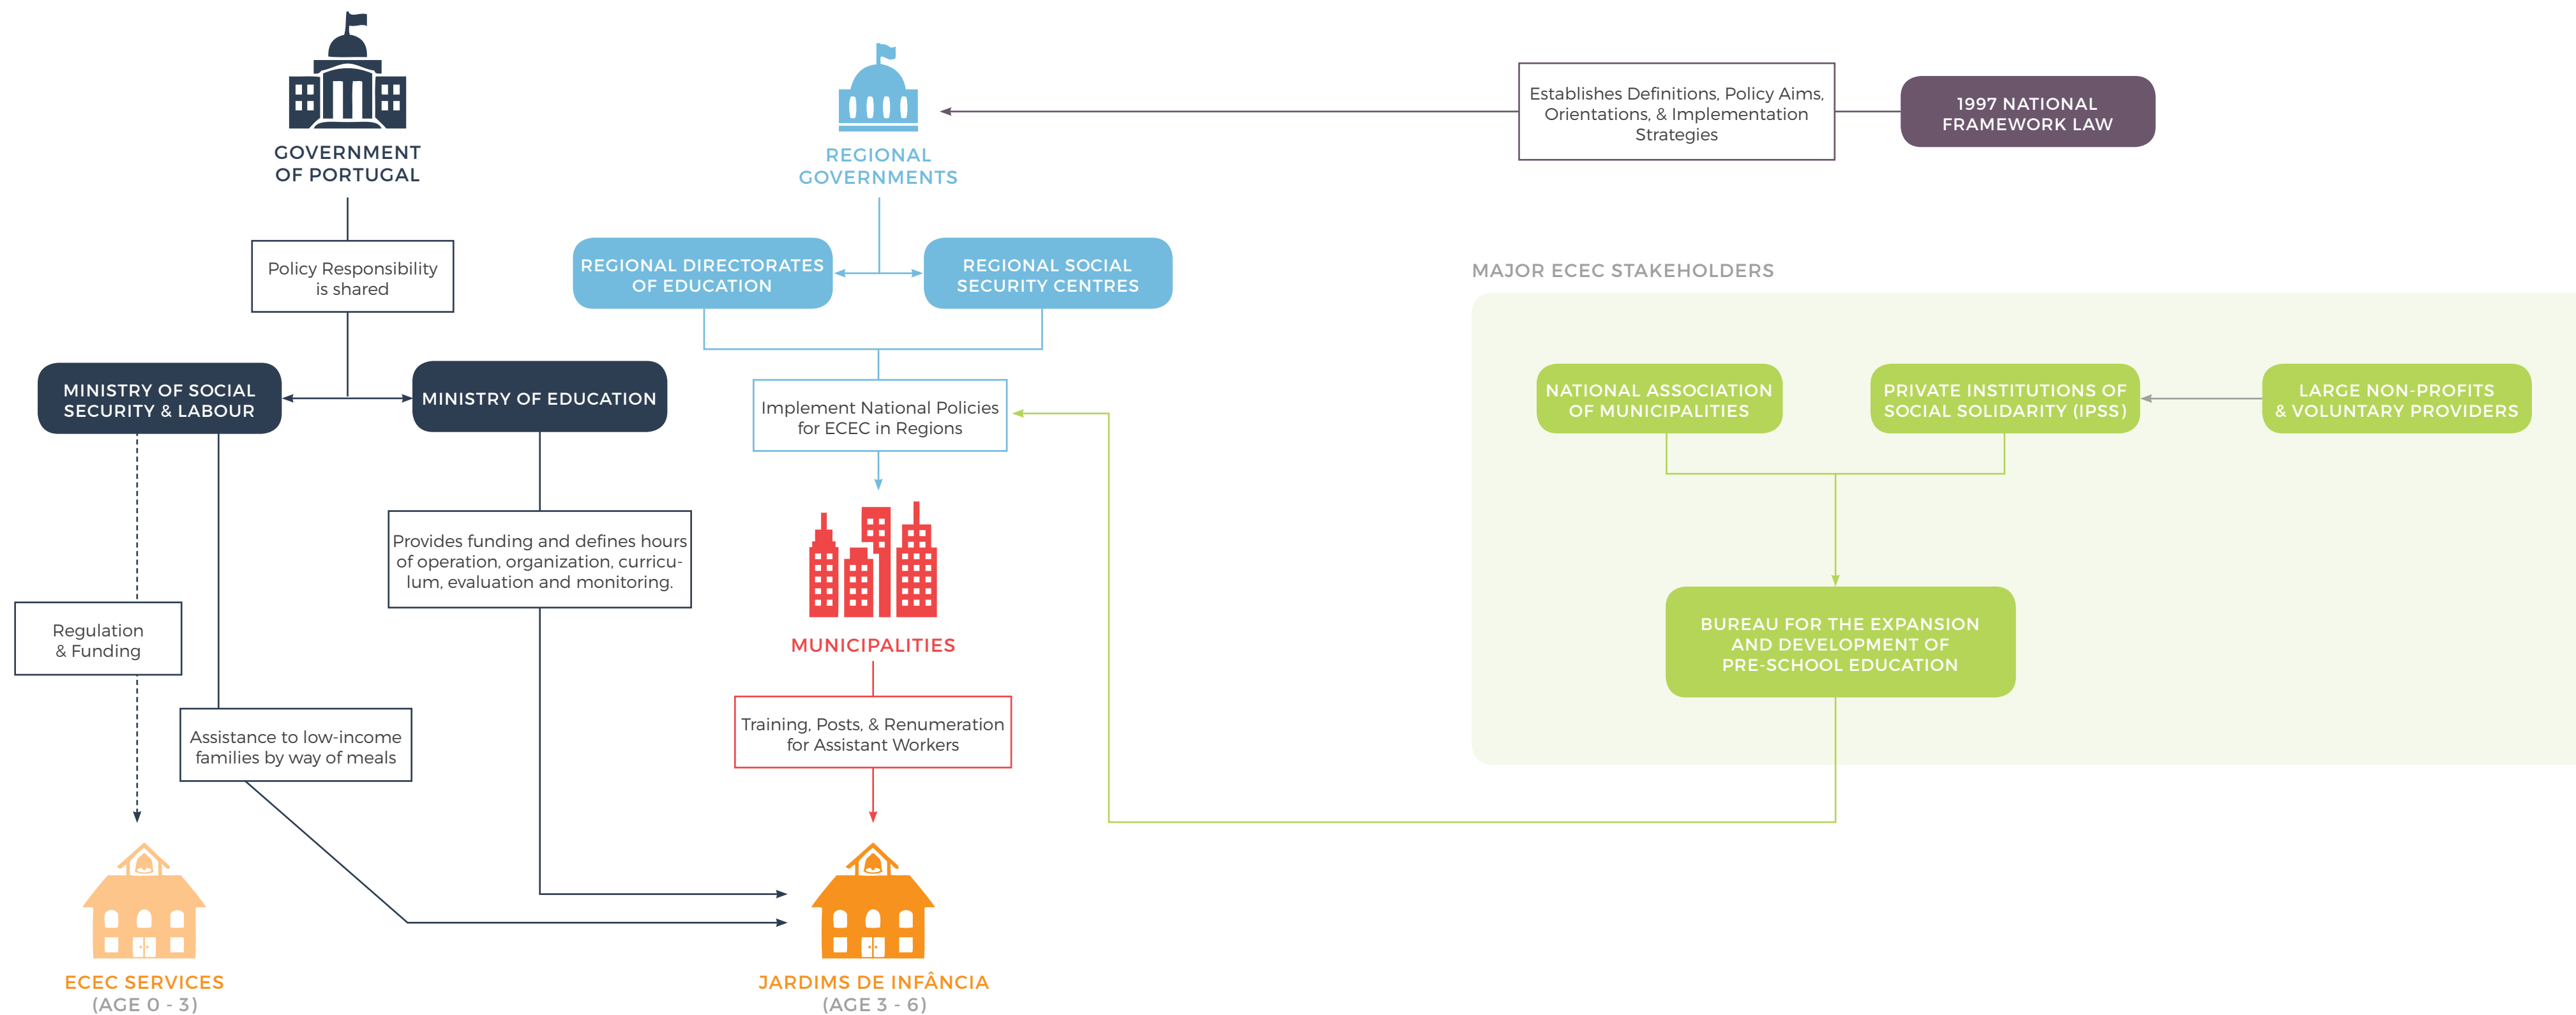 GOVERNMENT
OF PORTUGAL
Policy Responsibility
is shared
MINISTRY OF SOCIAL
SECURITY & LABOUR
MINISTRY OF EDUCATION
Provides funding and defines hours
of operation, organization, curricu-
lum, evaluation and monitoring.
Regulation
& Funding
Assistance to low-income
families by way of meals
ECEC SERVICES
(AGE 0 - 3)
REGIONAL
GOVERNMENTS
REGIONAL DIRECTORATES
OF EDUCATION
REGIONAL SOCIAL
SECURITY CENTRES
Implement National Policies
for ECEC in Regions
MUNICIPALITIES
Training, Posts, & Renumeration
for Assistant Workers
JARDIMS DE INFÂNCIA
(AGE 3 - 6)
Establishes Definitions, Policy Aims,
Orientations, & Implementation
Strategies
1997 NATIONAL
FRAMEWORK LAW
MAJOR ECEC STAKEHOLDERS
NATIONAL ASSOCIATION
OF MUNICIPALITIES
PRIVATE INSTITUTIONS OF
SOCIAL SOLIDARITY (IPSS)
LARGE NON-PROFITS
& VOLUNTARY PROVIDERS
BUREAU FOR THE EXPANSION
AND DEVELOPMENT OF
PRE-SCHOOL EDUCATION